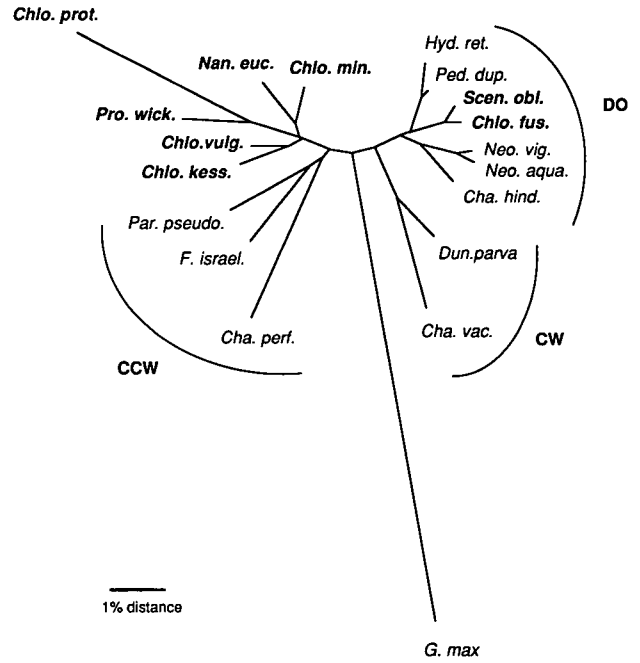 Chlo. prot.
Hyd. ret.
Nan. euc.
Chlo. min.
Ped. dup.
Scen. obl.
DO
Pro. wick.
Chlo. fus.
Chlo.vulg.
Neo. vig.
Chlo. kess.
Neo. aqua.
Cha. hind.
Par. pseudo.
F. israel.
Dun.parva
Cha. perf.
Cha. vac.
CW
CCW
1% distance
G. max